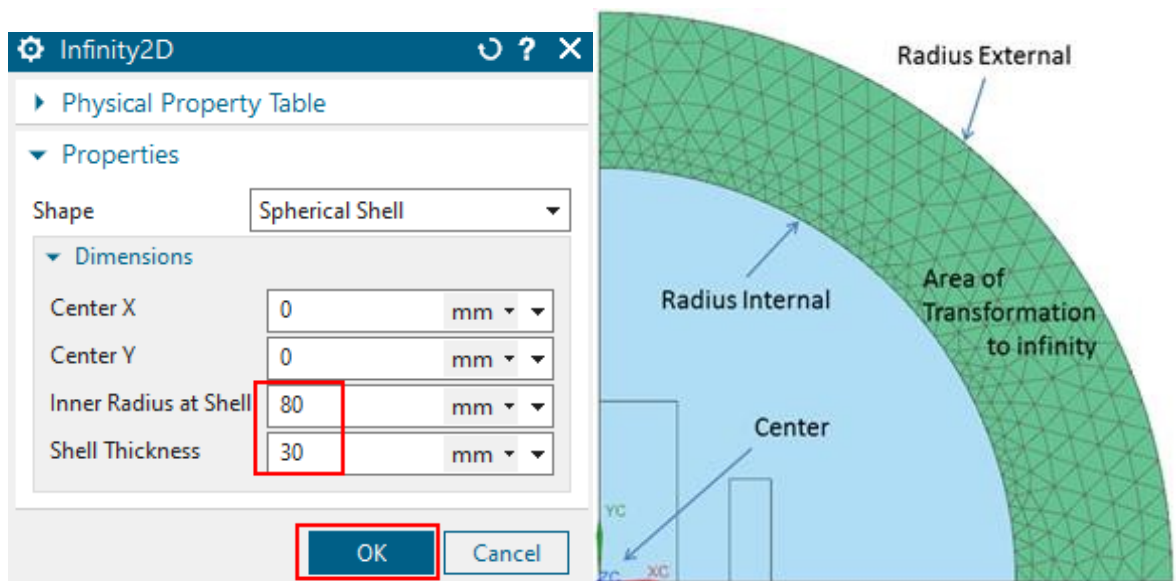 Infinity2D
?
Physical Property Table
Properties
Shape Spherical Shell
Dimensions
Center X 0 mm
Center Y 0 mm
Inner Radius at Shell 80 mm
Shell Thickness 30 mm
OK Cancel
Radius External
Radius Internal
Area of
Transformation
to infinity
Center
YC
ZC XC